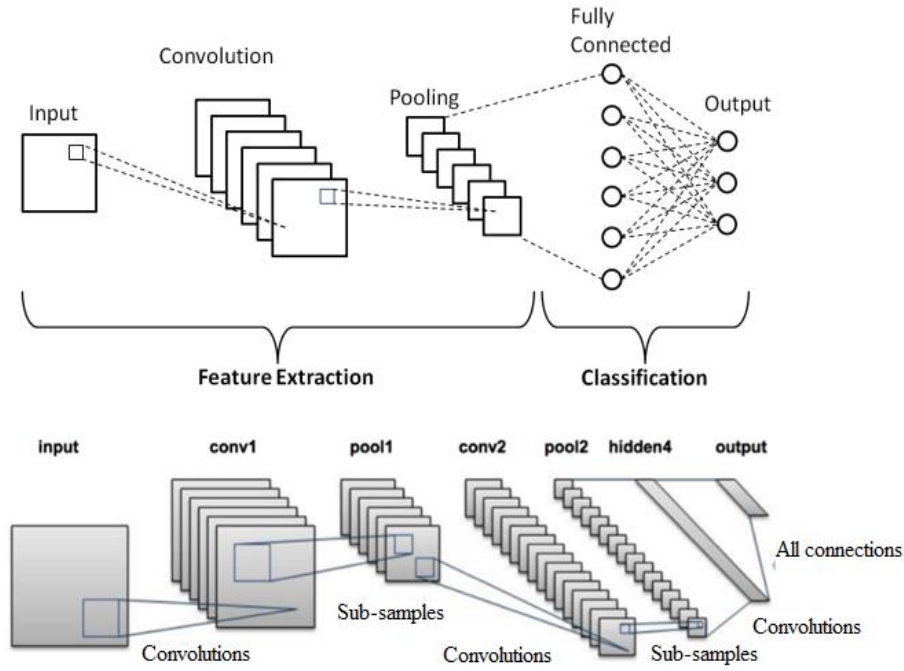 Fully
Connected
Convolution
Pooling
Output
Input
Feature Extraction
Classification
input
conv1
pool1
conv2
pool2
hidden4
output
All connections
Sub-samples
Convolutions
Convolutions
Sub-samples
Convolutions